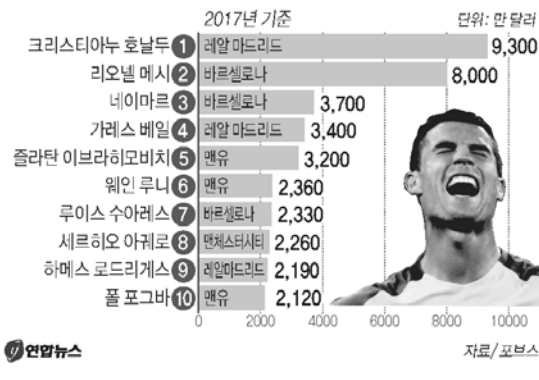 2017년 기준
단위: 만 달러
크리스티아누 호날두 1 레알 마드리드 9,300
리오넬 메시 2 바르셀로나 8,000
네이마르 3 바르셀로나 3,700
가레스 베일 4 레알 마드리드 3,400
즐라탄 이브라히모비치 5 맨유 3,200
웨인 루니 6 맨유 2,360
루이스 수아레스 7 바르셀로나 2,330
세르히오 아궤로 8 맨체스터시티 2,260
하메스 로드리게스 9 레알마드리드 2,190
폴 포그바 10 맨유 2,120
0 2000 4000 6000 8000 10000
연합뉴스
자료/포브스